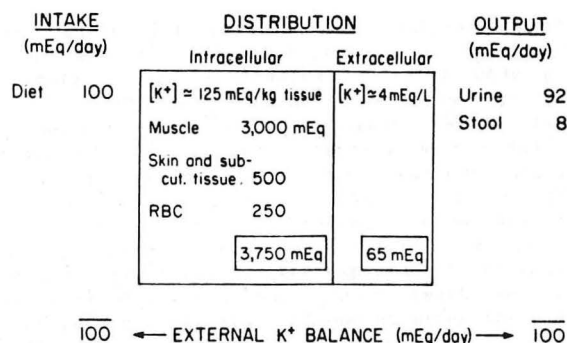 INTAKE
(mEq/day)
DISTRIBUTION
OUTPUT
(mEq/day)
Intracellular
Extracellular
Diet 100
[K+] ≃ 125 mEq/kg tissue
[K+] ≃ 4 mEq/L
Muscle 3,000 mEq
Skin and sub-
cut. tissue. 500
RBC 250
3,750 mEq
65 mEq
Urine 92
Stool 8
100 ← EXTERNAL K+ BALANCE (mEq/day) → 100